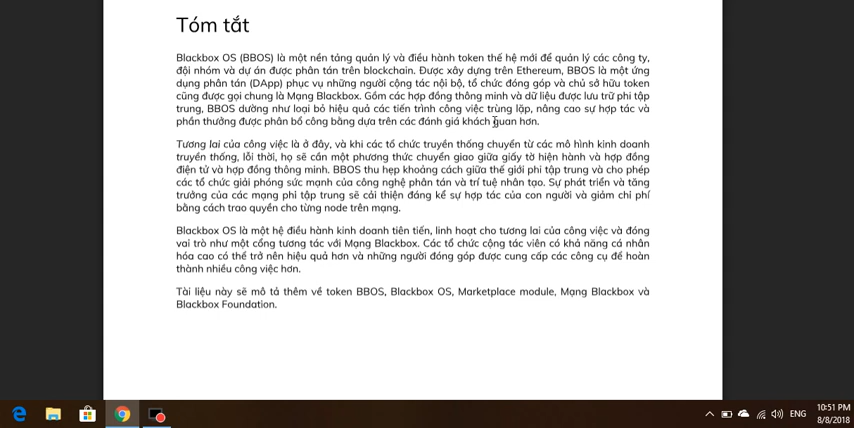 Tóm tắt
Blackbox OS (BBOS) là một nền tảng quản lý và điều hành token thế hệ mới để quản lý các công ty,
đội nhóm và dự án được phân tán trên blockchain. Được xây dựng trên Ethereum, BBOS là một ứng
dụng phân tán (DApp) phục vụ những người cộng tác nội bộ, tổ chức đóng góp và chủ sở hữu token
cũng được gọi chung là Mạng Blackbox. Gồm các hợp đồng thông minh và dữ liệu được lưu trữ phi tập
trung, BBOS dường như loại bỏ hiệu quả các tiến trình công việc trùng lặp, nâng cao sự hợp tác và
phần thưởng được phân bổ công bằng dựa trên các đánh giá khách quan hơn.
Tương lai của công việc là ở đây, và khi các tổ chức truyền thống chuyển từ các mô hình kinh doanh
truyền thống, lỗi thời, họ sẽ cần một phương thức chuyển giao giữa giấy tờ hiện hành và hợp đồng
điện tử và hợp đồng thông minh. BBOS thu hẹp khoảng cách giữa thế giới phi tập trung và cho phép
các tổ chức giải phóng sức mạnh của công nghệ phân tán và trí tuệ nhân tạo. Sự phát triển và tăng
trưởng của các mạng phi tập trung sẽ cải thiện đáng kể sự hợp tác của con người và giảm chi phí
bằng cách trao quyền cho từng node trên mạng.
Blackbox OS là một hệ điều hành kinh doanh tiên tiến, linh hoạt cho tương lai của công việc và đóng
vai trò như một cổng tương tác với Mạng Blackbox. Các tổ chức cộng tác viên có khả năng cá nhân
hóa cao có thể trở nên hiệu quả hơn và những người đóng góp được cung cấp các công cụ để hoàn
thành nhiều công việc hơn.
Tài liệu này sẽ mô tả thêm về token BBOS, Blackbox OS, Marketplace module, Mạng Blackbox và
Blackbox Foundation.
ENG
10:51 PM
8/8/2018